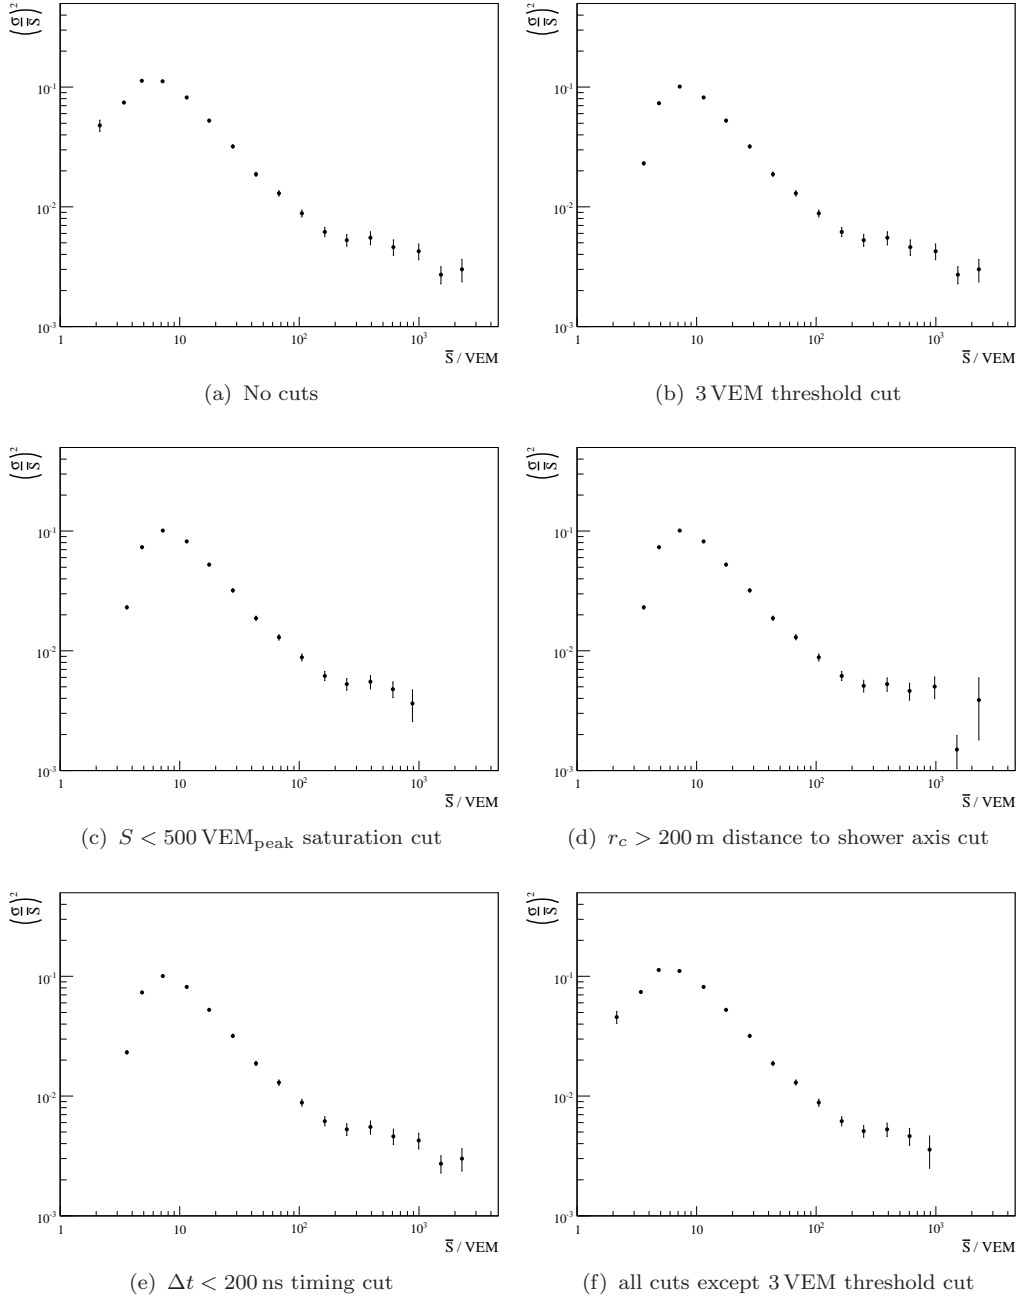 (σ/S̅)²
10⁻¹
10⁻²
10⁻³
1 10 10² 10³
S̅ / VEM
(a) No cuts
(σ/S̅)²
10⁻¹
10⁻²
10⁻³
1 10 10² 10³
S̅ / VEM
(b) 3 VEM threshold cut
(σ/S̅)²
10⁻¹
10⁻²
10⁻³
1 10 10² 10³
S̅ / VEM
(c) S < 500 VEMpeak saturation cut
(σ/S̅)²
10⁻¹
10⁻²
10⁻³
1 10 10² 10³
S̅ / VEM
(d) rc > 200 m distance to shower axis cut
(σ/S̅)²
10⁻¹
10⁻²
10⁻³
1 10 10² 10³
S̅ / VEM
(e) Δt < 200 ns timing cut
(σ/S̅)²
10⁻¹
10⁻²
10⁻³
1 10 10² 10³
S̅ / VEM
(f) all cuts except 3 VEM threshold cut